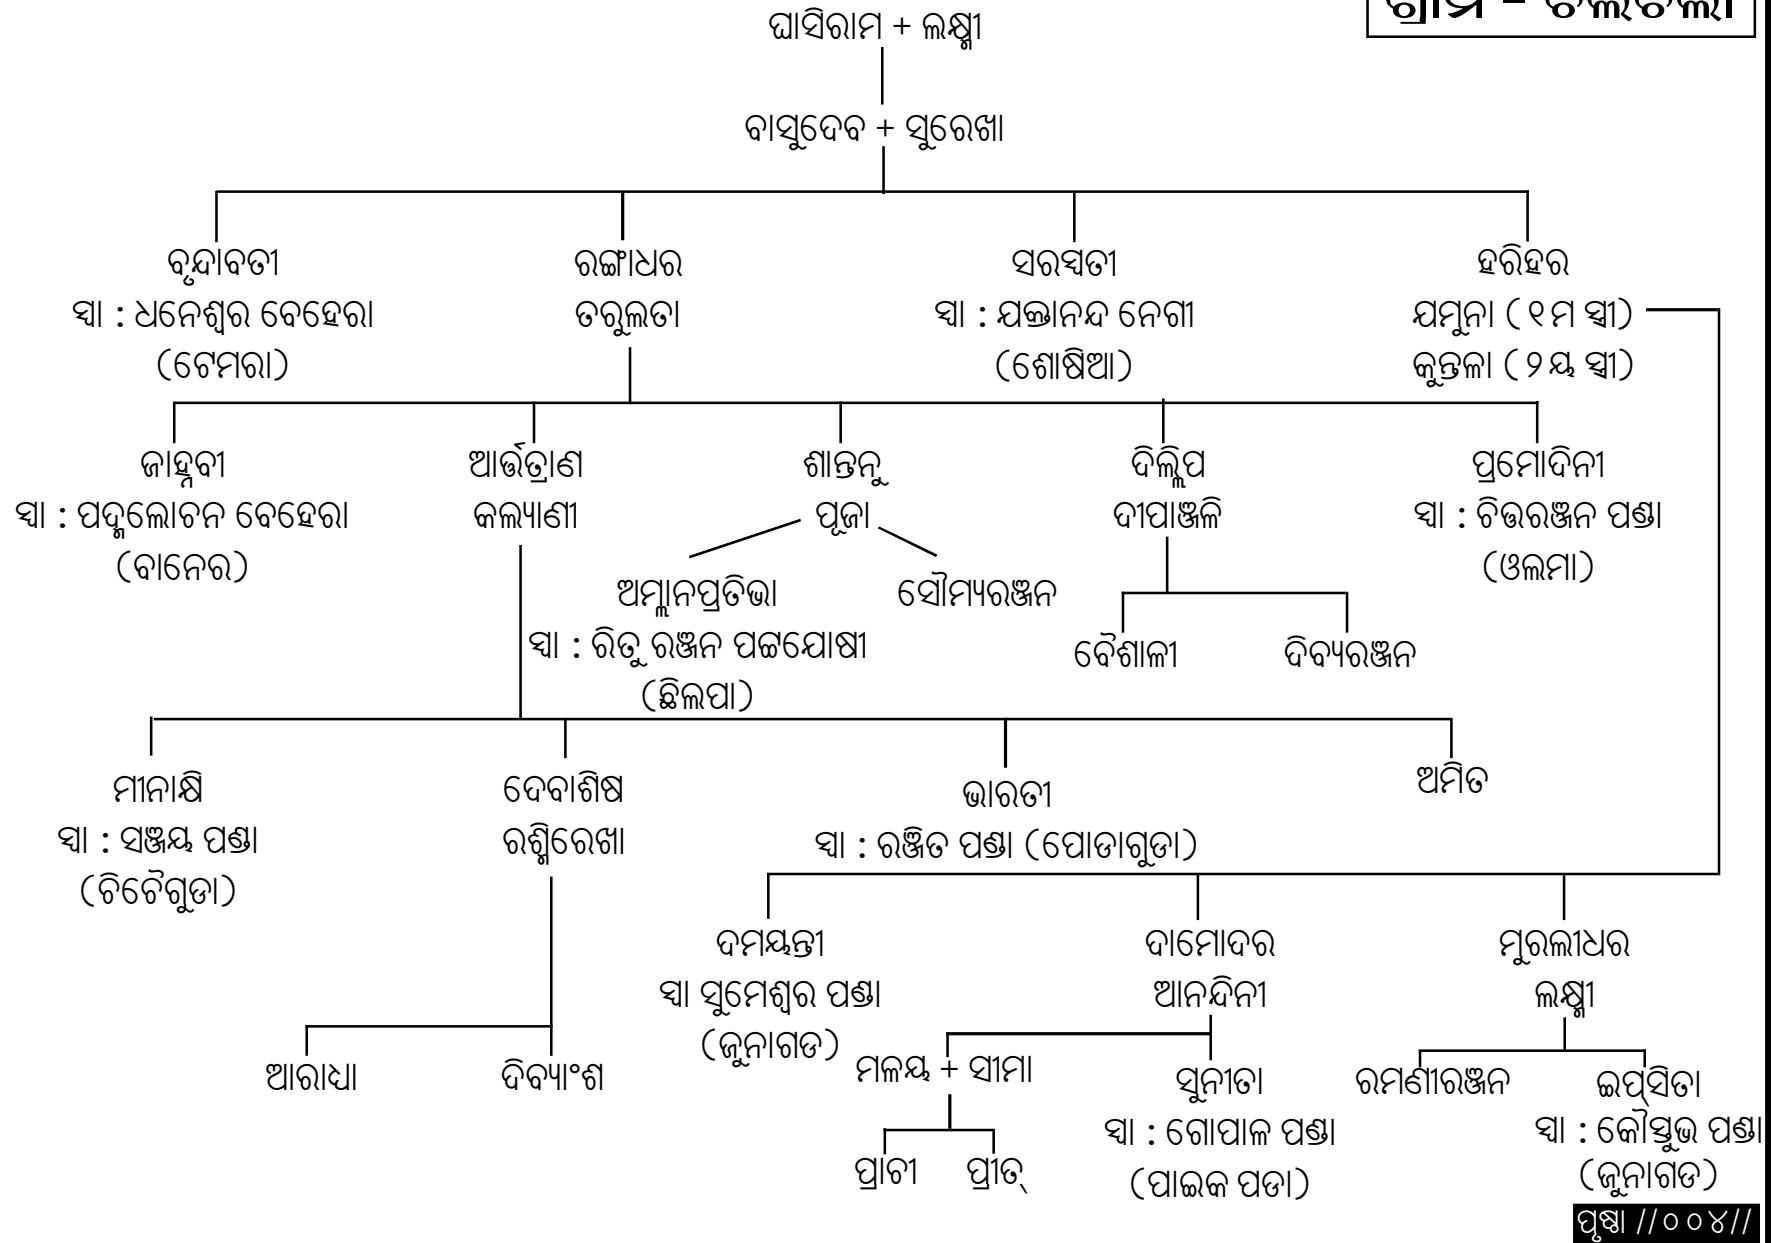 ଗ୍ରାମ - ଚିଲଚିଲା
ଘାସିରାମ + ଲକ୍ଷ୍ମୀ
ବାସୁଦେବ + ସୁରେଖା
ବୃନ୍ଦାବତୀ
ସ୍ୱା : ଧନେଶ୍ୱର ବେହେରା
(ଟେମରା)
ରଙ୍ଗାଧର
ତରୁଲତା
ସରସ୍ୱତୀ
ସ୍ୱା : ଯକ୍ତାନନ୍ଦ ନେଗୀ
(ଶୋଷିଆ)
ହରିହର
ଯମୁନା (୧ମ ସ୍ତ୍ରୀ)
କୁନ୍ତଳା (୨ୟ ସ୍ତ୍ରୀ)
ଜାହ୍ନବୀ
ସ୍ୱା : ପଦ୍ମଲୋଚନ ବେହେରା
(ବାନେର)
ଆର୍ତ୍ତତ୍ରାଣ
କଲ୍ୟାଣୀ
ଶାନ୍ତନୁ
ପୂଜା
ଦିଲ୍ଲିପ
ଦୀପାଞ୍ଜଳି
ପ୍ରମୋଦିନୀ
ସ୍ୱା : ଚିତ୍ତରଞ୍ଜନ ପଣ୍ଡା
(ଓଲମା)
ଅମ୍ଲାନପ୍ରତିଭା
ସ୍ୱା : ରିତୁ ରଞ୍ଜନ ପଟ୍ଟଯୋଷୀ
(ଛିଲପା)
ସୌମ୍ୟରଞ୍ଜନ
ବୈଶାଳୀ
ଦିବ୍ୟରଞ୍ଜନ
ମୀନାକ୍ଷି
ସ୍ୱା : ସଞ୍ଜୟ ପଣ୍ଡା
(ଚିଚୈଗୁଡା)
ଦେବାଶିଷ
ରଶ୍ମିରେଖା
ଭାରତୀ
ସ୍ୱା : ରଞ୍ଜିତ ପଣ୍ଡା (ପୋଡାଗୁଡା)
ଅମିତ
ଦମୟନ୍ତୀ
ସ୍ୱା ସୁମେଶ୍ୱର ପଣ୍ଡା
(ଜୁନାଗଡ)
ଦାମୋଦର
ଆନନ୍ଦିନୀ
ମୁରଲୀଧର
ଲକ୍ଷ୍ମୀ
ଆରାଧ୍ୟା
ଦିବ୍ୟାଂଶ
ମଳୟ + ସୀମା
ସୁନୀତା
ସ୍ୱା : ଗୋପାଳ ପଣ୍ଡା
(ପାଇକ ପଡା)
ରମଣୀରଞ୍ଜନ
ଇପ୍ସିତା
ସ୍ୱା : କୌସ୍ତୁଭ ପଣ୍ଡା
(ଜୁନାଗଡ)
ପ୍ରାଚୀ
ପ୍ରୀତ୍
ପୃଷ୍ଠା //୦୦୪//